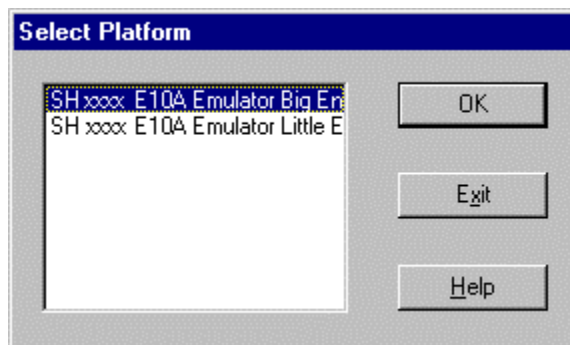 Select Platform
SH xxxx E10A Emulator Big En
SH xxxx E10A Emulator Little E
OK
Exit
Help